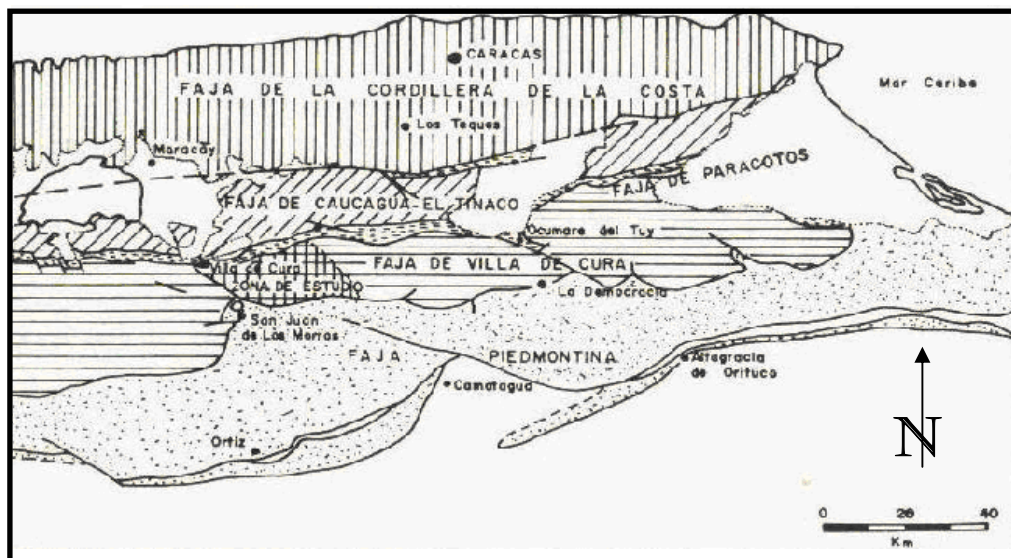 CARACAS
Mar Caribe
FAJA DE LA CORDILLERA DE LA COSTA
Los Teques
Maracay
FAJA DE PARACOTOS
FAJA DE CAUCAGUA-EL TINACO
Ocumare del Tuy
Villa de Cura
FAJA DE VILLA DE CURA
ZONA DE ESTUDIO
La Democracia
San Juan
de Los Morros
FAJA PIEDMONTINA
Altagracia
de Orituco
Camatagua
Ortiz
N
0 20 40
Km